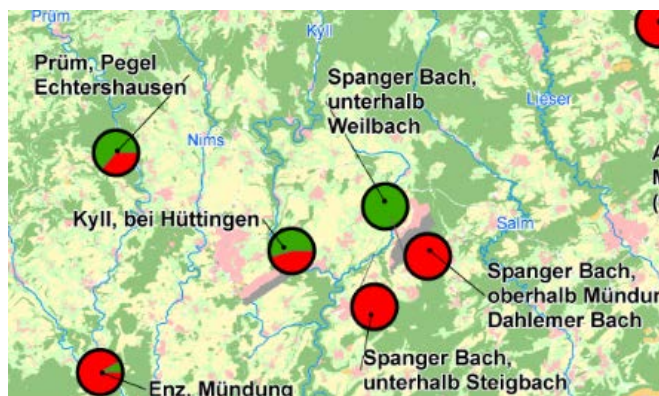 Prüm
Kyll
Prüm, Pegel
Echtershausen
Spanger Bach,
unterhalb
Weilbach
Lieser
Nims
A
M
(
Kyll, bei Hüttingen
Salm
Spanger Bach,
oberhalb Mündu
Dahlemer Bach
Spanger Bach,
unterhalb Steigbach
Enz, Mündung